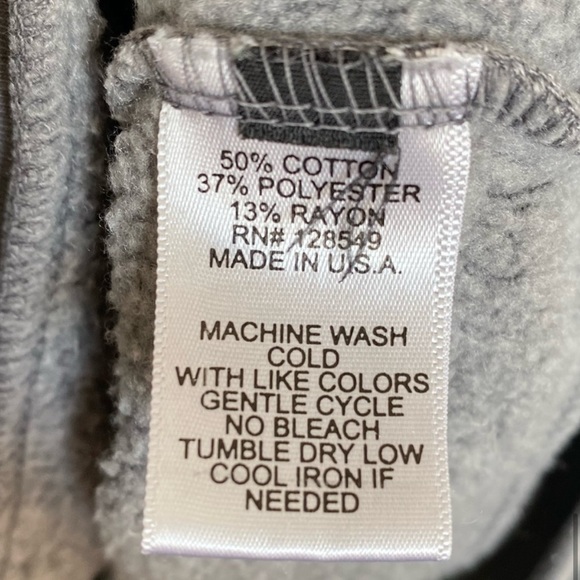 50% COTTON
37% POLYESTER
13% RAYON
RN# 128549
MADE IN U.S.A.
MACHINE WASH
COLD
WITH LIKE COLORS
GENTLE CYCLE
NO BLEACH
TUMBLE DRY LOW
COOL IRON IF
NEEDED